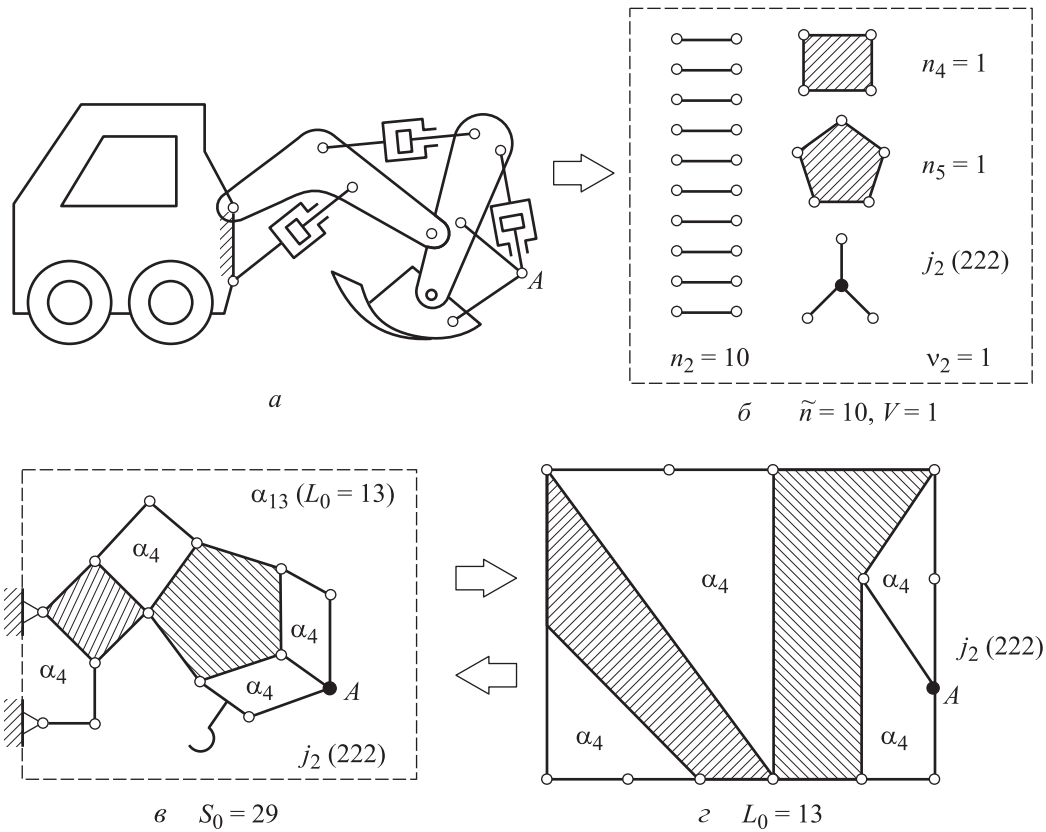 A
n₄ = 1
n₅ = 1
j₂ (222)
n₂ = 10
ν₂ = 1
а
б ñ = 10, V = 1
α₁₃ (L₀ = 13)
α₄
α₄
α₄
α₄
A
j₂ (222)
в S₀ = 29
α₄
α₄
j₂ (222)
A
α₄
α₄
г L₀ = 13